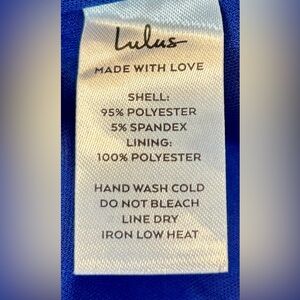 Lulus
MADE WITH LOVE
SHELL:
95% POLYESTER
5% SPANDEX
LINING:
100% POLYESTER
HAND WASH COLD
DO NOT BLEACH
LINE DRY
IRON LOW HEAT